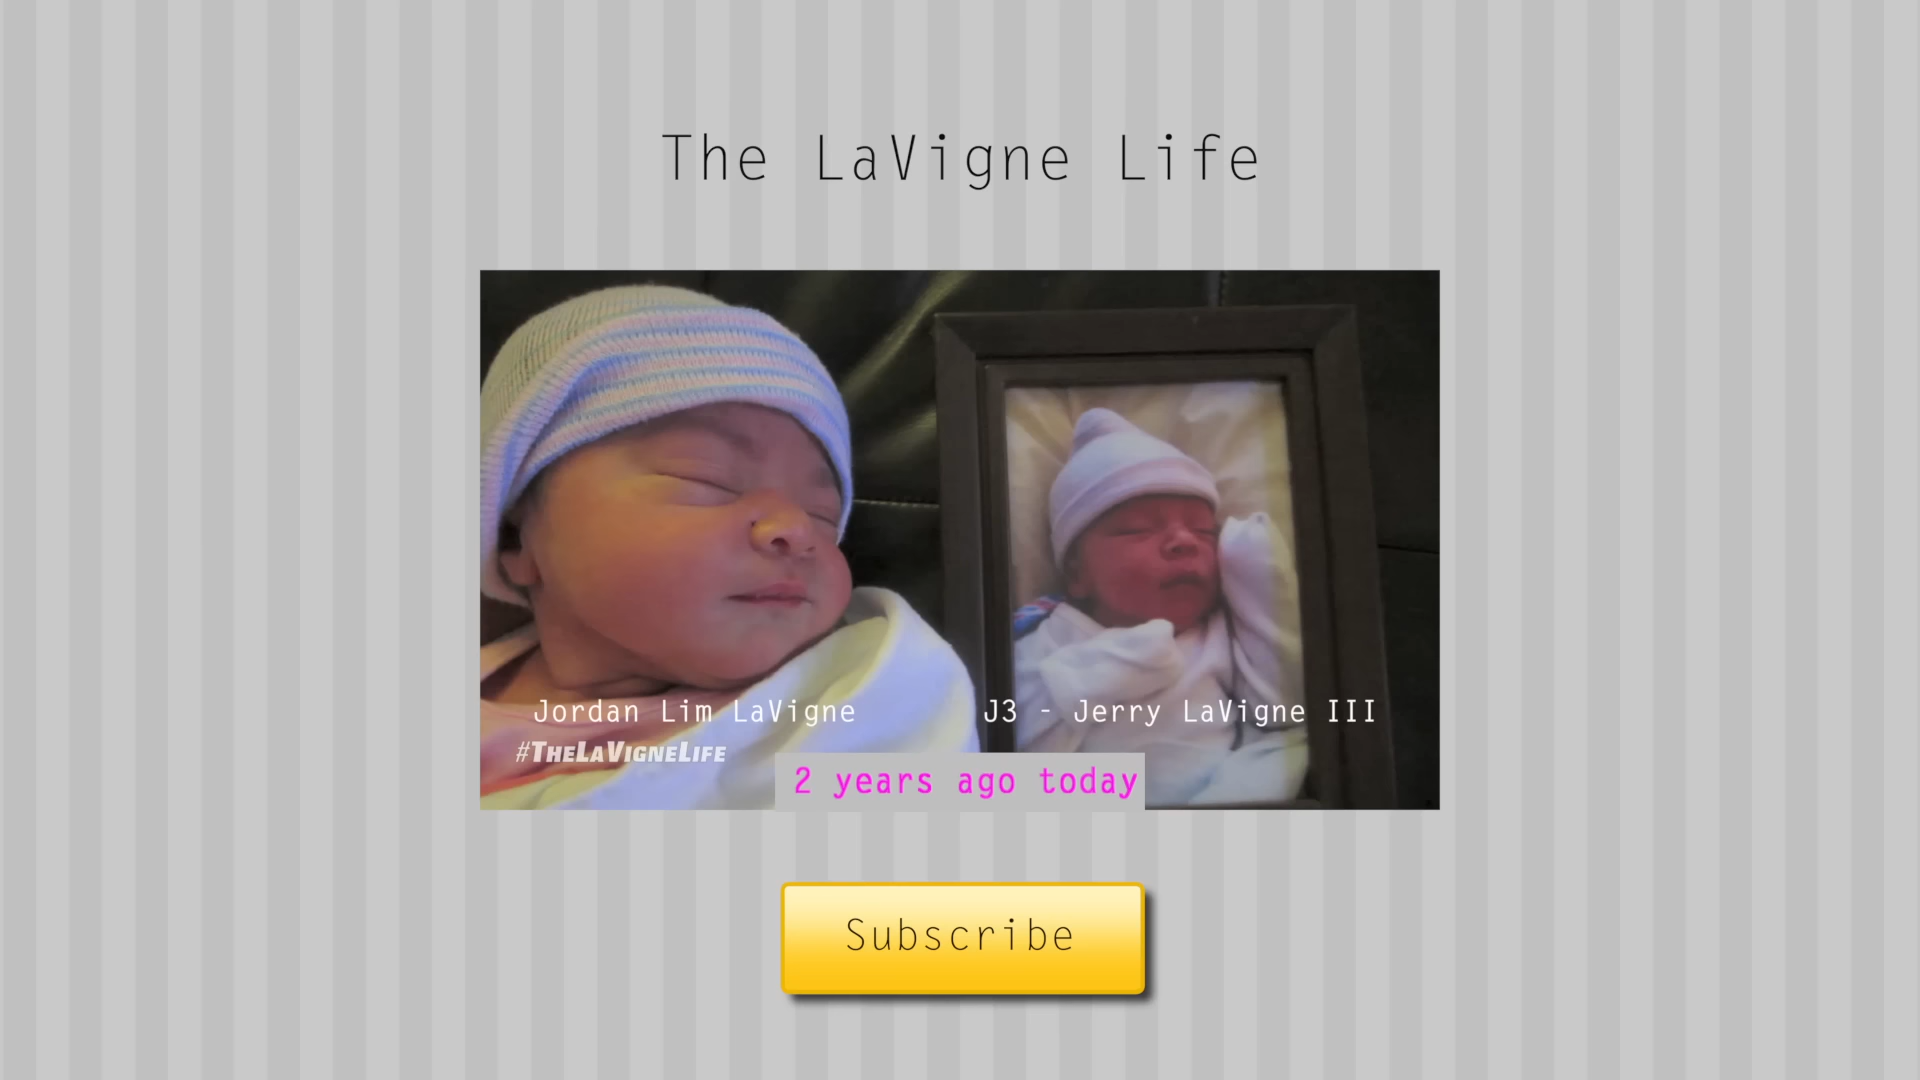 The LaVigne Life
Jordan Lim LaVigne
J3 - Jerry LaVigne III
#TheLaVigneLife
2 years ago today
Subscribe